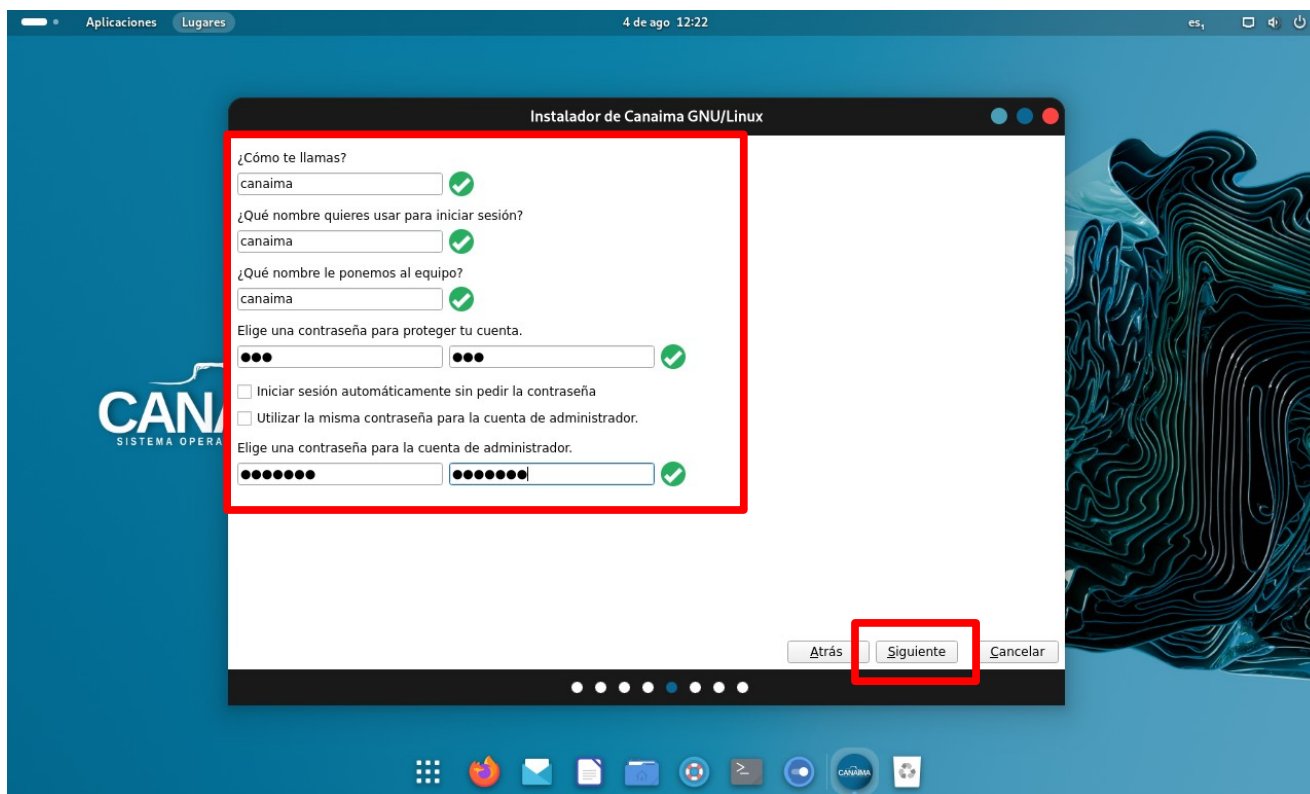 Aplicaciones Lugares 4 de ago 12:22 es₁
Instalador de Canaima GNU/Linux
¿Cómo te llamas?
canaima
¿Qué nombre quieres usar para iniciar sesión?
canaima
¿Qué nombre le ponemos al equipo?
canaima
Elige una contraseña para proteger tu cuenta.
●●● ●●●
Iniciar sesión automáticamente sin pedir la contraseña
Utilizar la misma contraseña para la cuenta de administrador.
CANA
SISTEMA OPERA
Elige una contraseña para la cuenta de administrador.
●●●●●●● ●●●●●●●
Atrás Siguiente Cancelar
CANAIMA